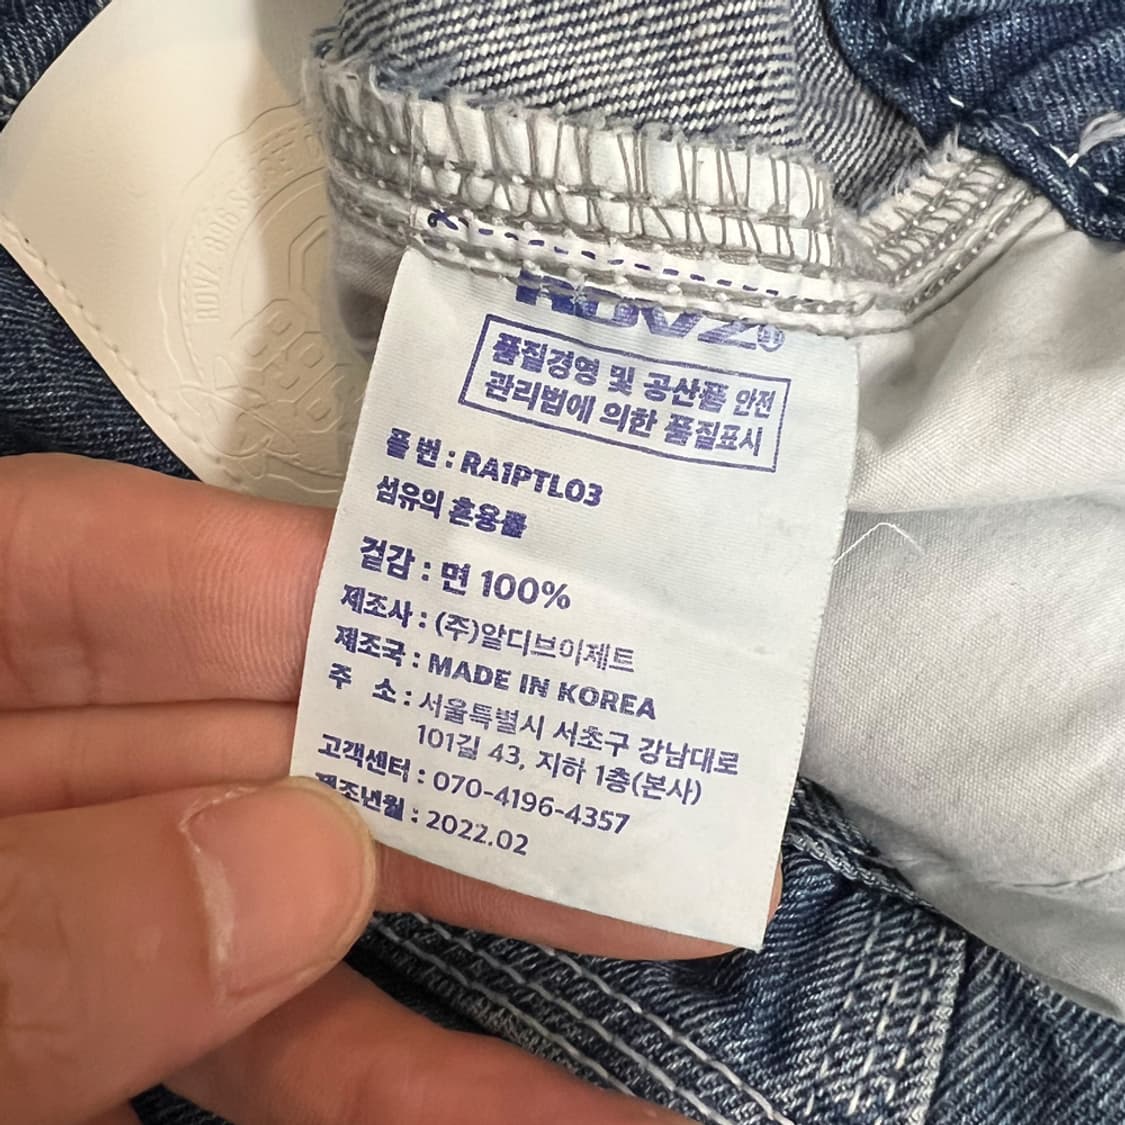 RDVZ®
품질경영 및 공산품 안전
관리법에 의한 품질표시
품번 : RA1PTL03
섬유의 혼용률
겉감 : 면 100%
제조사 : (주)알디브이제트
제조국 : MADE IN KOREA
주 소 : 서울특별시 서초구 강남대로
101길 43, 지하 1층(본사)
고객센터 : 070-4196-4357
제조년월 : 2022.02
RDVZ 896